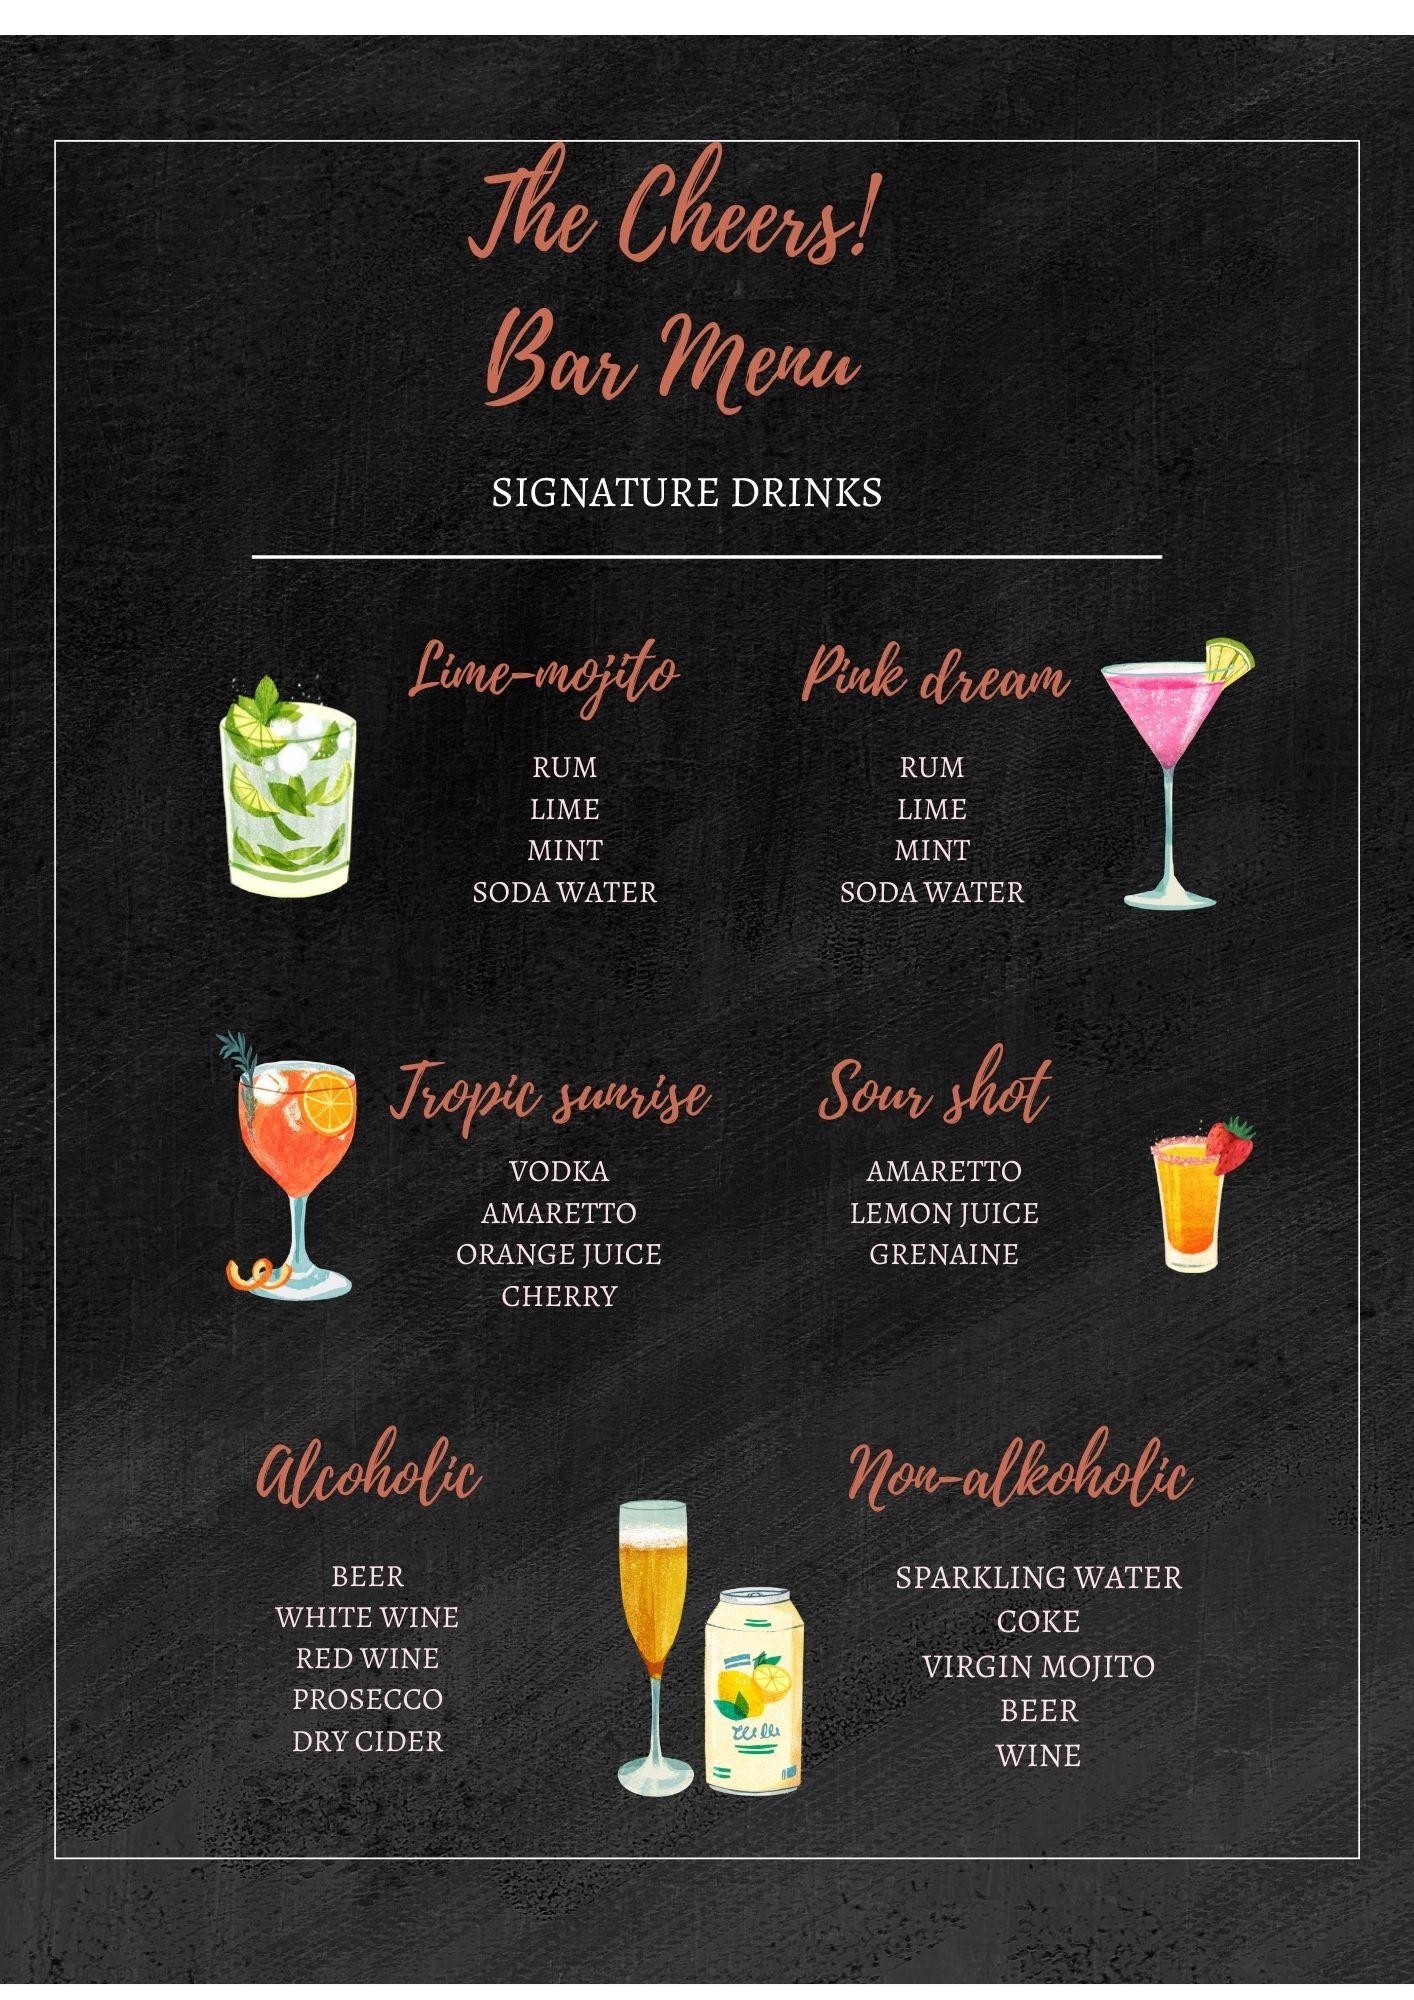 The Cheers!
Bar Menu
SIGNATURE DRINKS
Lime-mojito
RUM
LIME
MINT
SODA WATER
Pink dream
RUM
LIME
MINT
SODA WATER
Tropic sunrise
VODKA
AMARETTO
ORANGE JUICE
CHERRY
Sour shot
AMARETTO
LEMON JUICE
GRENAINE
Alcoholic
BEER
WHITE WINE
RED WINE
PROSECCO
DRY CIDER
Non-alkoholic
SPARKLING WATER
COKE
VIRGIN MOJITO
BEER
WINE